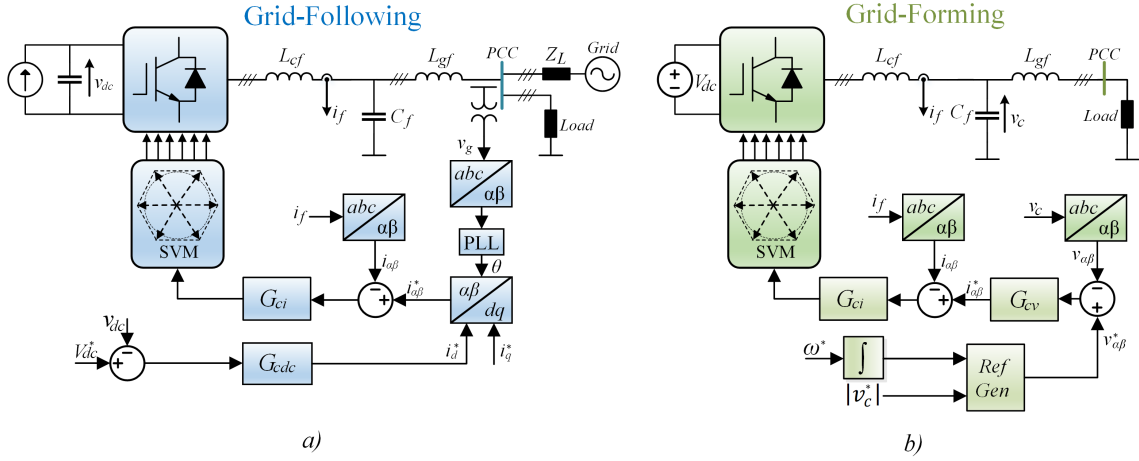 Grid-Following
L_cf
L_gf
PCC
Z_L
Grid
v_dc
i_f
C_f
Load
v_g
abc
αβ
SVM
i_f
abc
αβ
PLL
i_αβ
θ
G_ci
−
+
i*_αβ
αβ
dq
v_dc
V*_dc
−
+
G_cdc
i*_d
i*_q
a)
Grid-Forming
L_cf
L_gf
PCC
V_dc
+
−
i_f
C_f
v_c
Load
SVM
i_f
abc
αβ
v_c
abc
αβ
i_αβ
v_αβ
G_ci
−
+
i*_αβ
G_cv
−
+
v*_αβ
ω*
∫
|v*_c|
Ref
Gen
b)